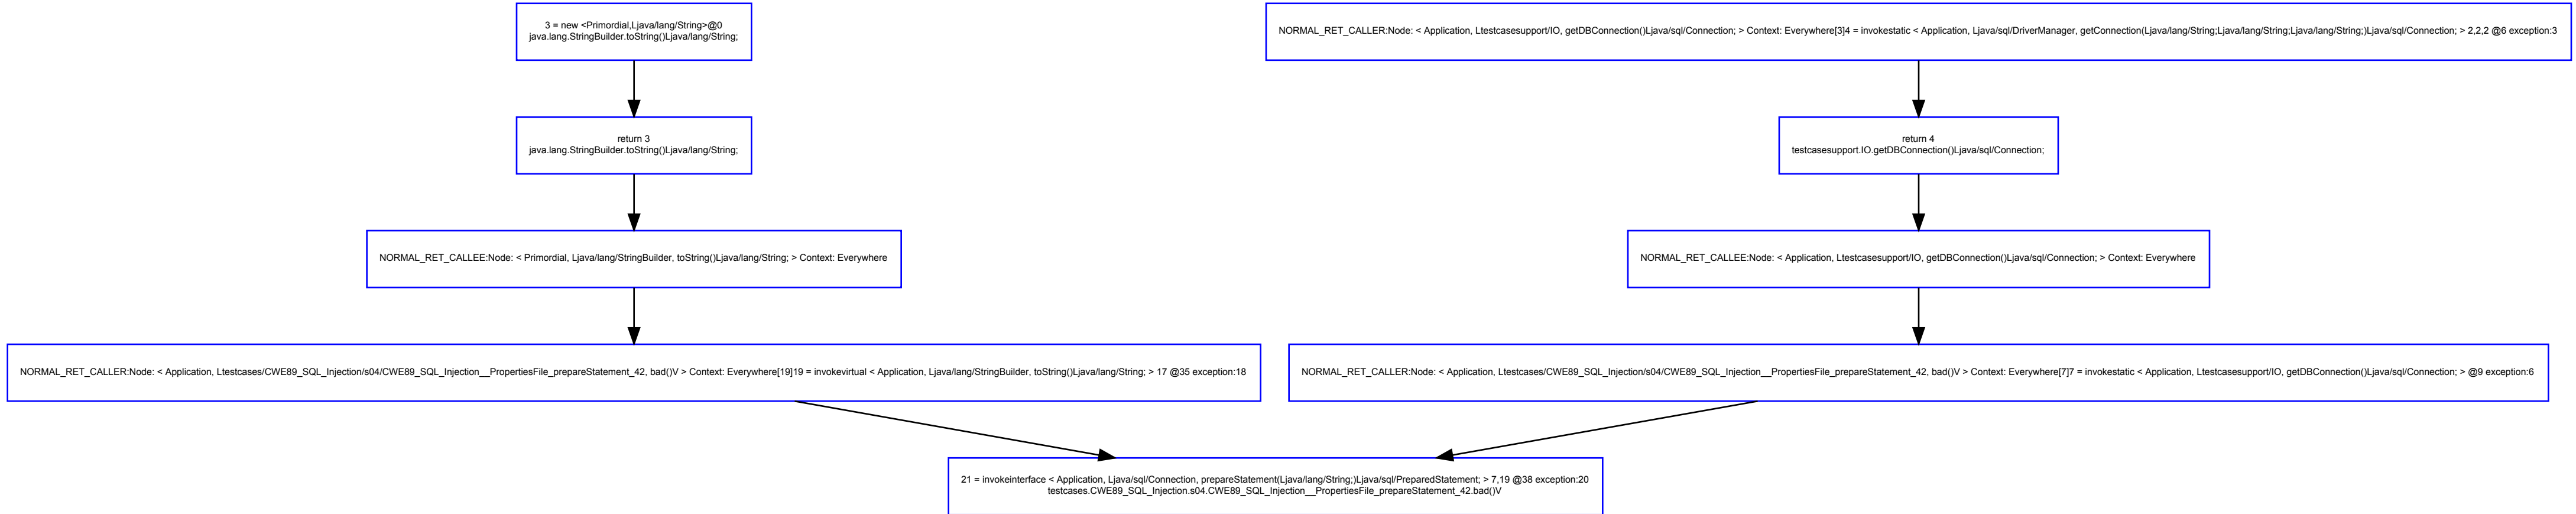 3 = new <Primordial,Ljava/lang/String>@0
java.lang.StringBuilder.toString()Ljava/lang/String;
NORMAL_RET_CALLER:Node: < Application, Ltestcasesupport/IO, getDBConnection()Ljava/sql/Connection; > Context: Everywhere[3]4 = invokestatic < Application, Ljava/sql/DriverManager, getConnection(Ljava/lang/String;Ljava/lang/String;Ljava/lang/String;)Ljava/sql/Connection; > 2,2,2 @6 exception:3
return 3
java.lang.StringBuilder.toString()Ljava/lang/String;
return 4
testcasesupport.IO.getDBConnection()Ljava/sql/Connection;
NORMAL_RET_CALLEE:Node: < Primordial, Ljava/lang/StringBuilder, toString()Ljava/lang/String; > Context: Everywhere
NORMAL_RET_CALLEE:Node: < Application, Ltestcasesupport/IO, getDBConnection()Ljava/sql/Connection; > Context: Everywhere
NORMAL_RET_CALLER:Node: < Application, Ltestcases/CWE89_SQL_Injection/s04/CWE89_SQL_Injection__PropertiesFile_prepareStatement_42, bad()V > Context: Everywhere[19]19 = invokevirtual < Application, Ljava/lang/StringBuilder, toString()Ljava/lang/String; > 17 @35 exception:18
NORMAL_RET_CALLER:Node: < Application, Ltestcases/CWE89_SQL_Injection/s04/CWE89_SQL_Injection__PropertiesFile_prepareStatement_42, bad()V > Context: Everywhere[7]7 = invokestatic < Application, Ltestcasesupport/IO, getDBConnection()Ljava/sql/Connection; > @9 exception:6
21 = invokeinterface < Application, Ljava/sql/Connection, prepareStatement(Ljava/lang/String;)Ljava/sql/PreparedStatement; > 7,19 @38 exception:20
testcases.CWE89_SQL_Injection.s04.CWE89_SQL_Injection__PropertiesFile_prepareStatement_42.bad()V